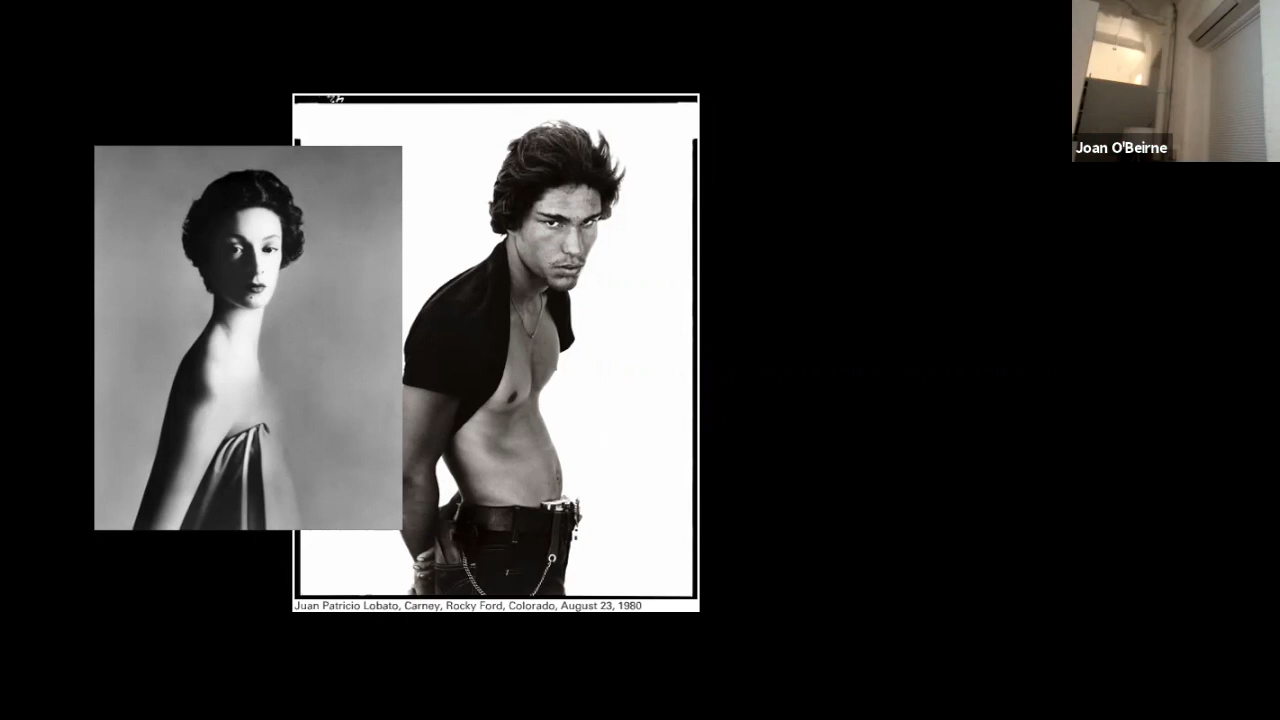 Joan O'Beirne
Juan Patricio Lobato, Carney, Rocky Ford, Colorado, August 23, 1980